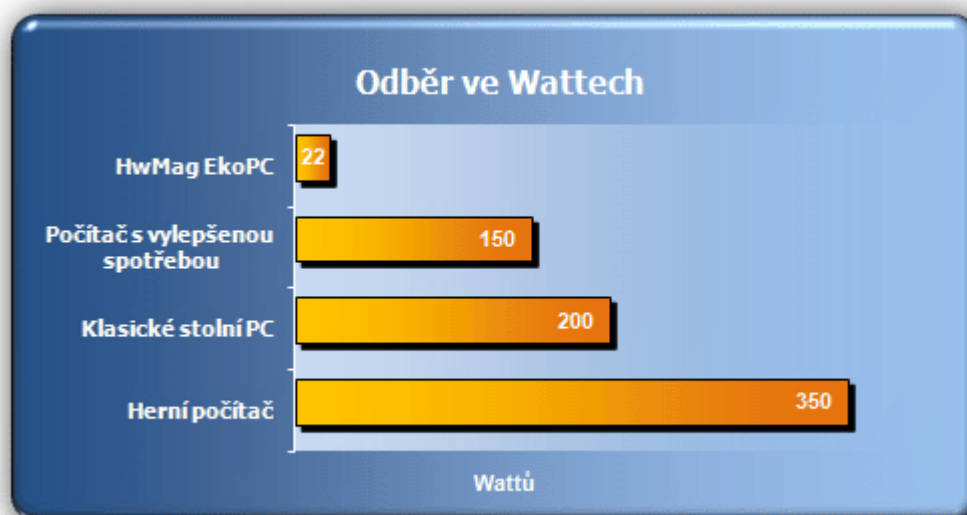 Odběr ve Wattech
HwMag EkoPC
22
Počítač s vylepšenou
spotřebou
150
Klasické stolní PC
200
Herní počítač
350
Wattů